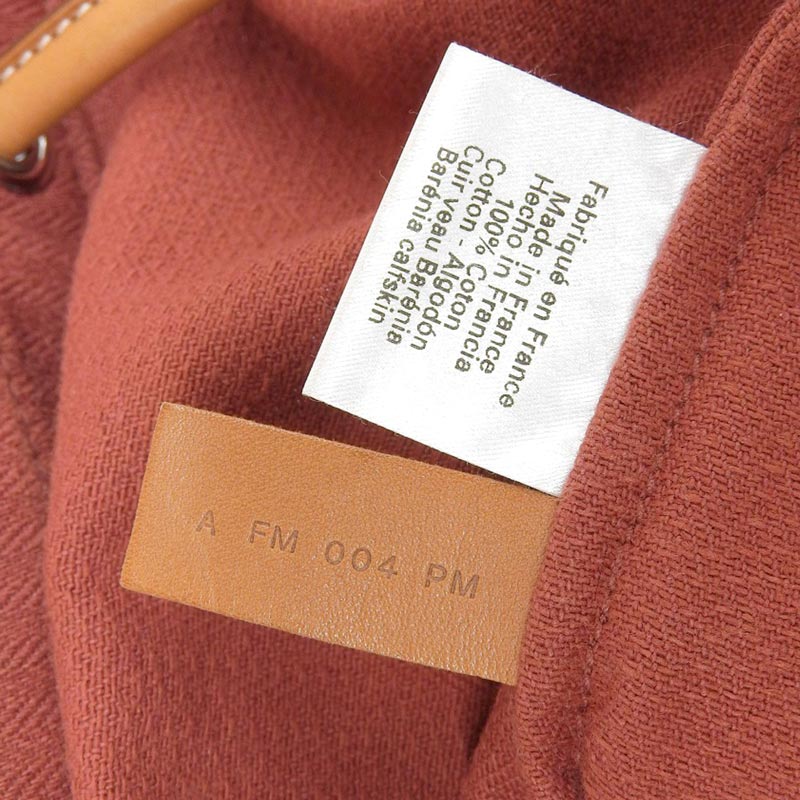 Fabriqué en France
Made in France
Hecho in Francia
100% Coton
Cotton - Algodón
Cuir veau Barénia
Barénia calfskin
A FM 004 PM